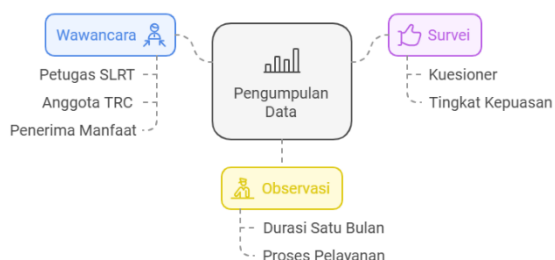 Wawancara
Petugas SLRT
Anggota TRC
Penerima Manfaat
Pengumpulan
Data
Survei
Kuesioner
Tingkat Kepuasan
Observasi
Durasi Satu Bulan
Proses Pelayanan